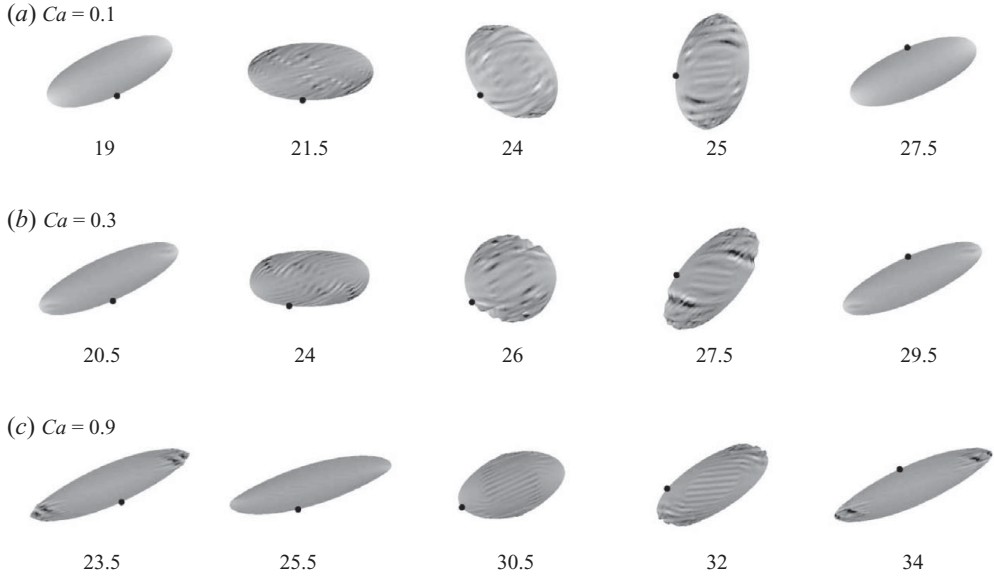 (a) Ca = 0.1
19 21.5 24 25 27.5
(b) Ca = 0.3
20.5 24 26 27.5 29.5
(c) Ca = 0.9
23.5 25.5 30.5 32 34